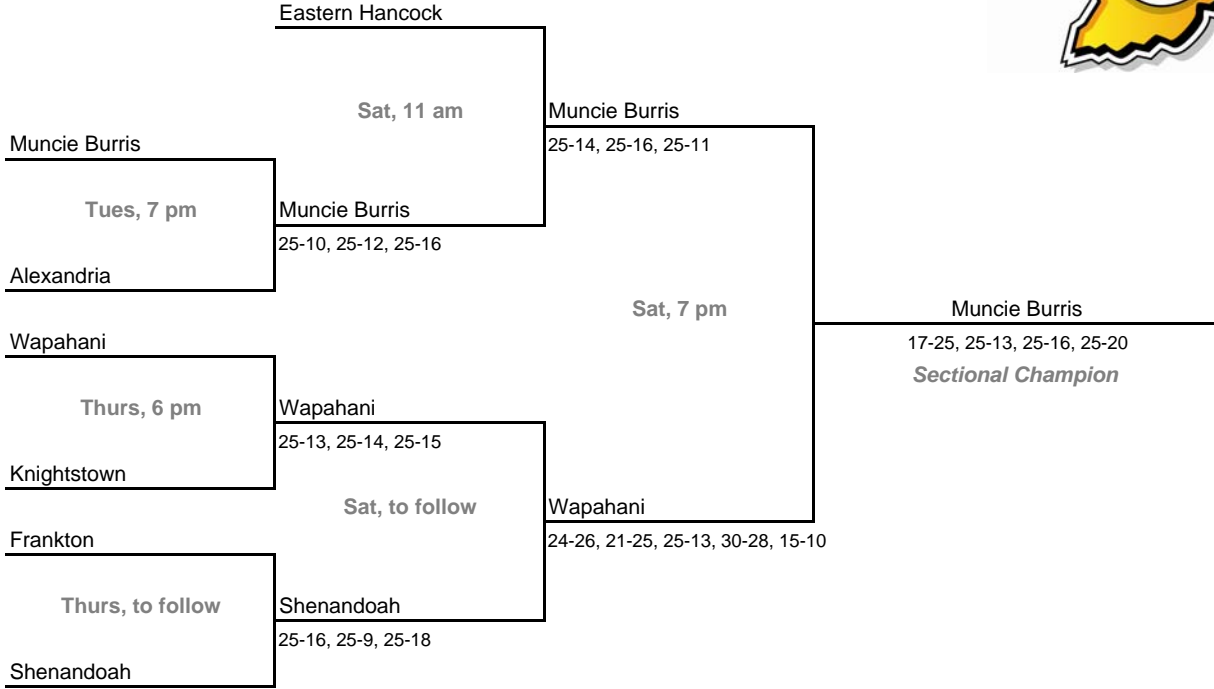 Eastern Hancock
Sat, 11 am
Muncie Burris
25-14, 25-16, 25-11
Muncie Burris
Tues, 7 pm
Muncie Burris
25-10, 25-12, 25-16
Alexandria
Sat, 7 pm
Muncie Burris
17-25, 25-13, 25-16, 25-20
Sectional Champion
Wapahani
Thurs, 6 pm
Wapahani
25-13, 25-14, 25-15
Knightstown
Sat, to follow
Wapahani
24-26, 21-25, 25-13, 30-28, 15-10
Frankton
Thurs, to follow
Shenandoah
25-16, 25-9, 25-18
Shenandoah